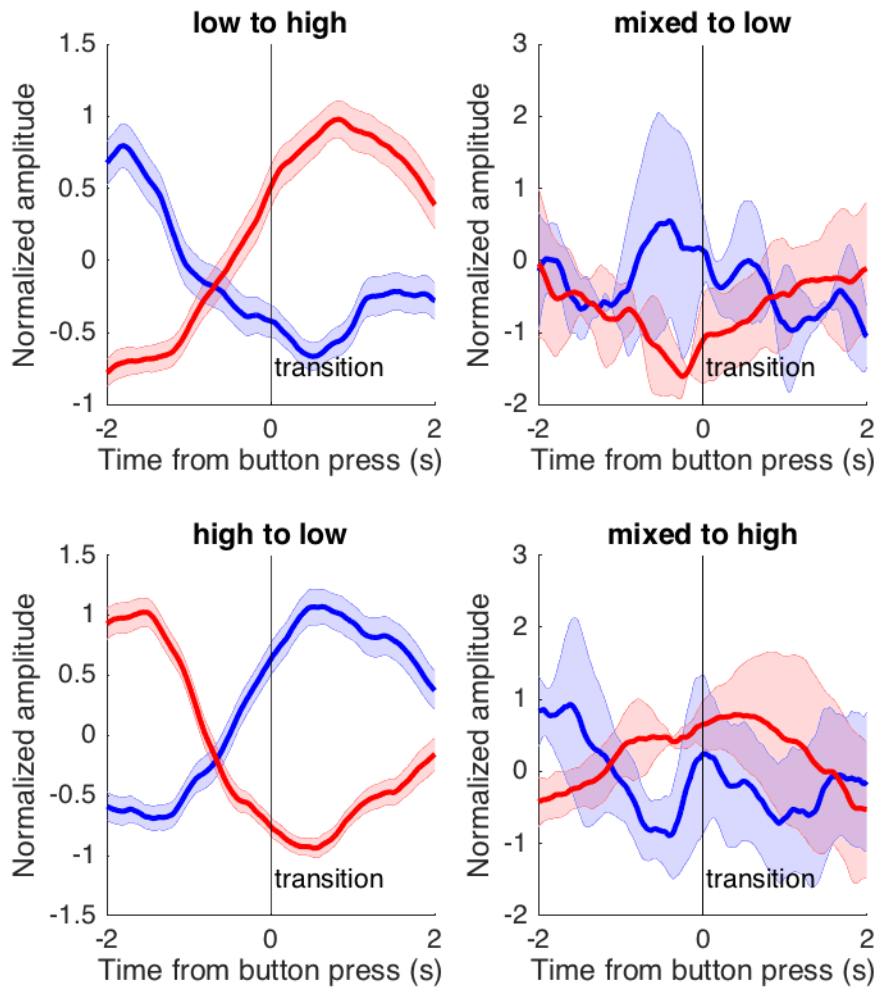 low to high
1.5
1
0.5
0
-0.5
-1
Normalized amplitude
transition
-2
0
2
Time from button press (s)
mixed to low
3
2
1
0
-1
-2
Normalized amplitude
transition
-2
0
2
Time from button press (s)
high to low
1.5
1
0.5
0
-0.5
-1
-1.5
Normalized amplitude
transition
-2
0
2
Time from button press (s)
mixed to high
3
2
1
0
-1
-2
Normalized amplitude
transition
-2
0
2
Time from button press (s)